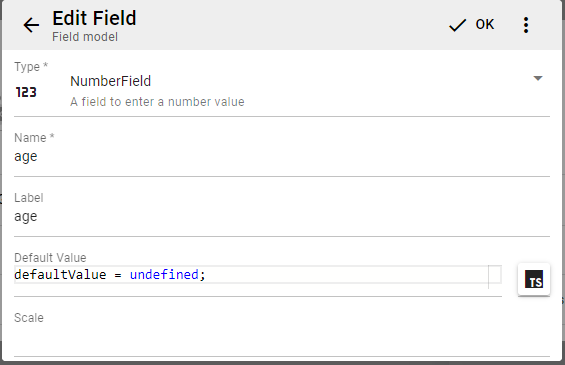 Edit Field
Field model
OK
Type *
123
NumberField
A field to enter a number value
Name *
age
Label
age
Default Value
defaultValue = undefined;
TS
Scale